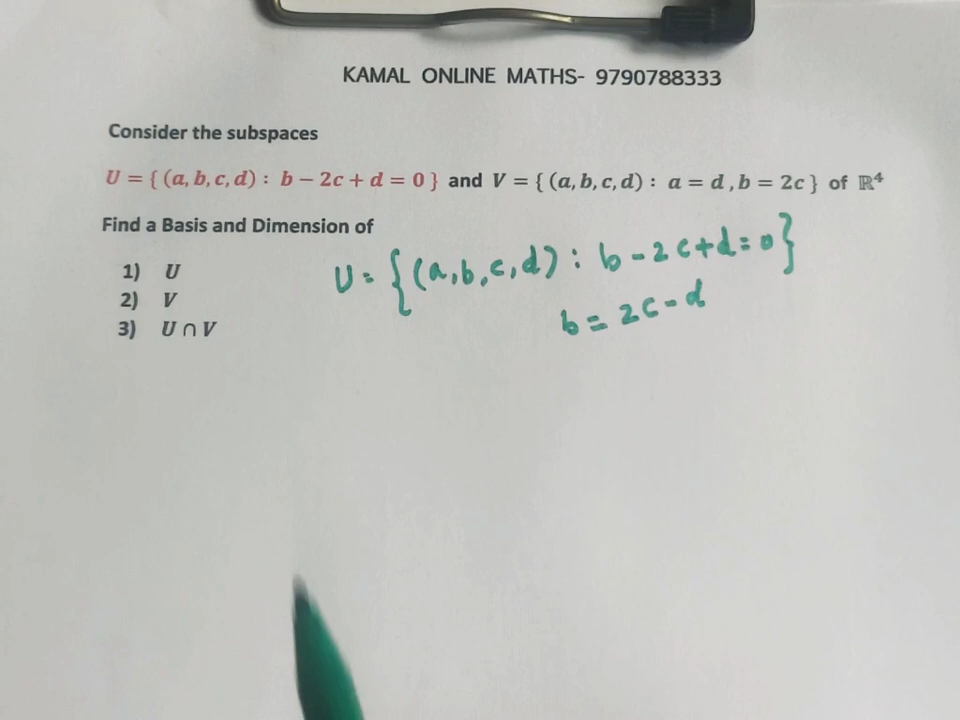 KAMAL ONLINE MATHS- 9790788333
Consider the subspaces
U = { (a, b, c, d) : b − 2c + d = 0 } and V = { (a, b, c, d) : a = d , b = 2c } of ℝ⁴
Find a Basis and Dimension of
1) U
2) V
3) U ∩ V
U = {(a,b,c,d) : b - 2c+d=0}
b = 2c-d